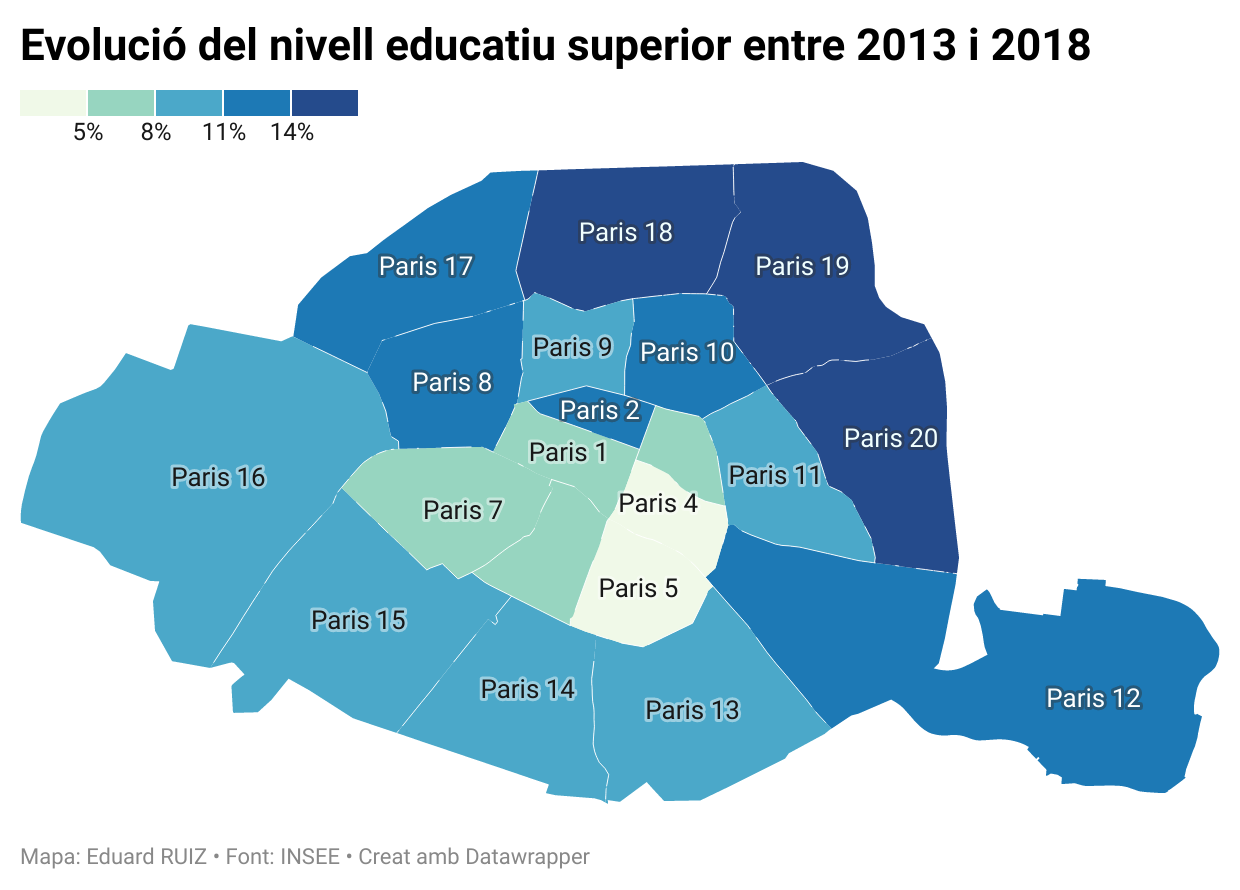 Evolució del nivell educatiu superior entre 2013 i 2018
5% 8% 11% 14%
Paris 18
Paris 17
Paris 19
Paris 9
Paris 10
Paris 8
Paris 2
Paris 20
Paris 1
Paris 16
Paris 11
Paris 4
Paris 7
Paris 5
Paris 15
Paris 14
Paris 12
Paris 13
Mapa: Eduard RUIZ • Font: INSEE • Creat amb Datawrapper